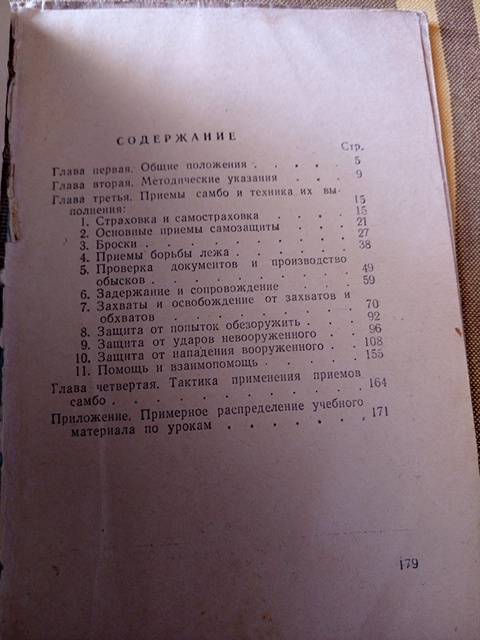 СОДЕРЖАНИЕ
Стр.
Глава первая. Общие положения . . . . . 5
Глава вторая. Методические указания . . . 9
Глава третья. Приемы самбо и техника их вы-
полнения: 15
1. Страховка и самостраховка . . . . 15
2. Основные приемы самозащиты . . . 21
3. Броски . . . . . . . . . . 27
4. Приемы борьбы лежа . . . . . . 38
5. Проверка документов и производство
обысков . . . . . . . . . 49
6. Задержание и сопровождение . . . . 59
7. Захваты и освобождение от захватов и
обхватов . . . . . . . . . 70
8. Защита от попыток обезоружить . . . 92
9. Защита от ударов невооруженного . . . 96
10. Защита от нападения вооруженного . . 108
11. Помощь и взаимопомощь . . . . . 155
Глава четвертая. Тактика применения приемов
самбо . . . . . . . . . . 164
Приложение. Примерное распределение учебного
материала по урокам . . . . . . 171
179